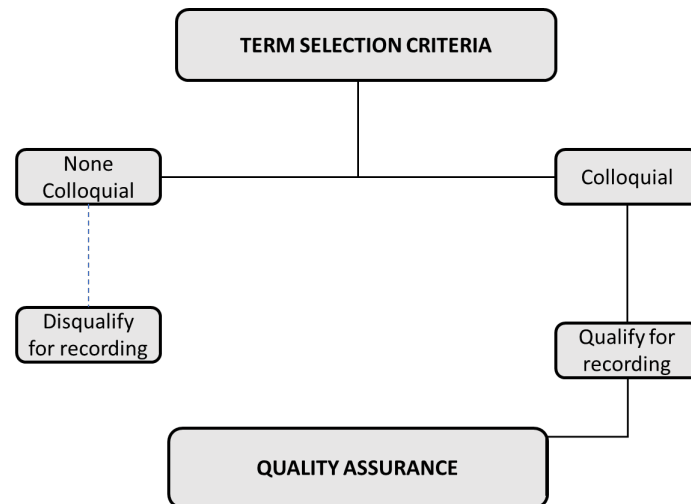 TERM SELECTION CRITERIA
None
Colloquial
Colloquial
Disqualify
for recording
Qualify for
recording
QUALITY ASSURANCE